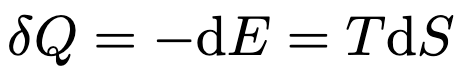 δQ = −dE = TdS